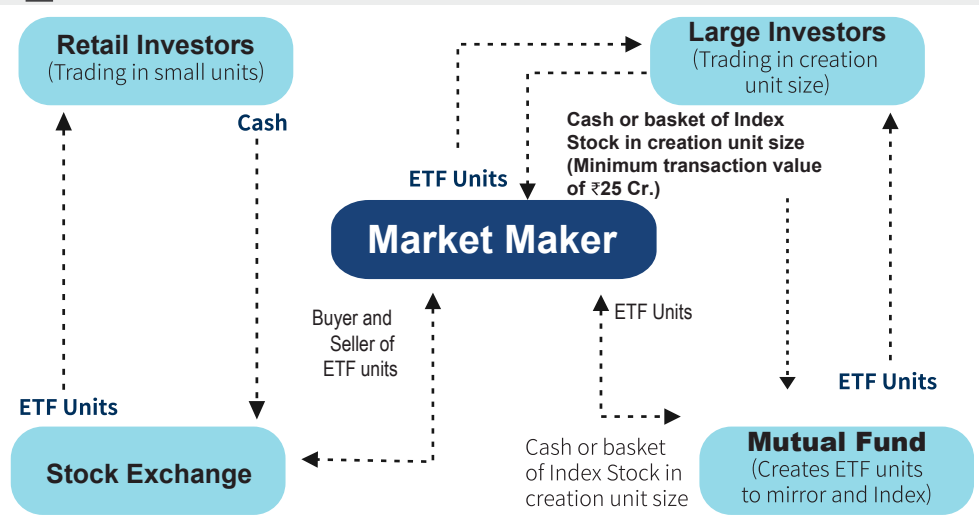 Retail Investors
(Trading in small units)
Large Investors
(Trading in creation
unit size)
Cash
Cash or basket of Index
Stock in creation unit size
(Minimum transaction value
of ₹25 Cr.)
ETF Units
Market Maker
Buyer and
Seller of
ETF units
ETF Units
ETF Units
ETF Units
Stock Exchange
Cash or basket
of Index Stock in
creation unit size
Mutual Fund
(Creates ETF units
to mirror and Index)